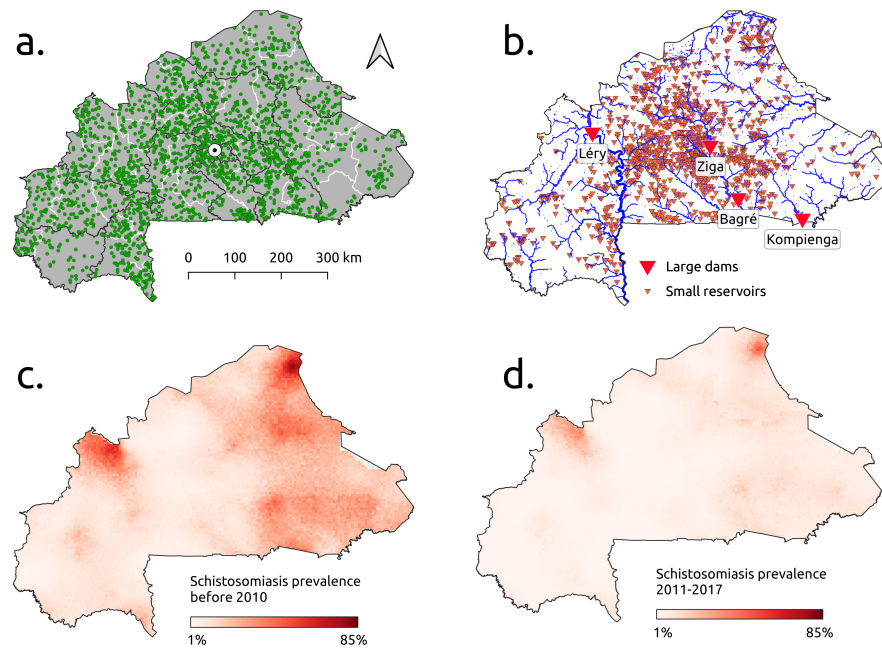 a.
0 100 200 300 km
b.
Léry
Ziga
Bagré
Kompienga
Large dams
Small reservoirs
c.
Schistosomiasis prevalence
before 2010
1% 85%
d.
Schistosomiasis prevalence
2011-2017
1% 85%